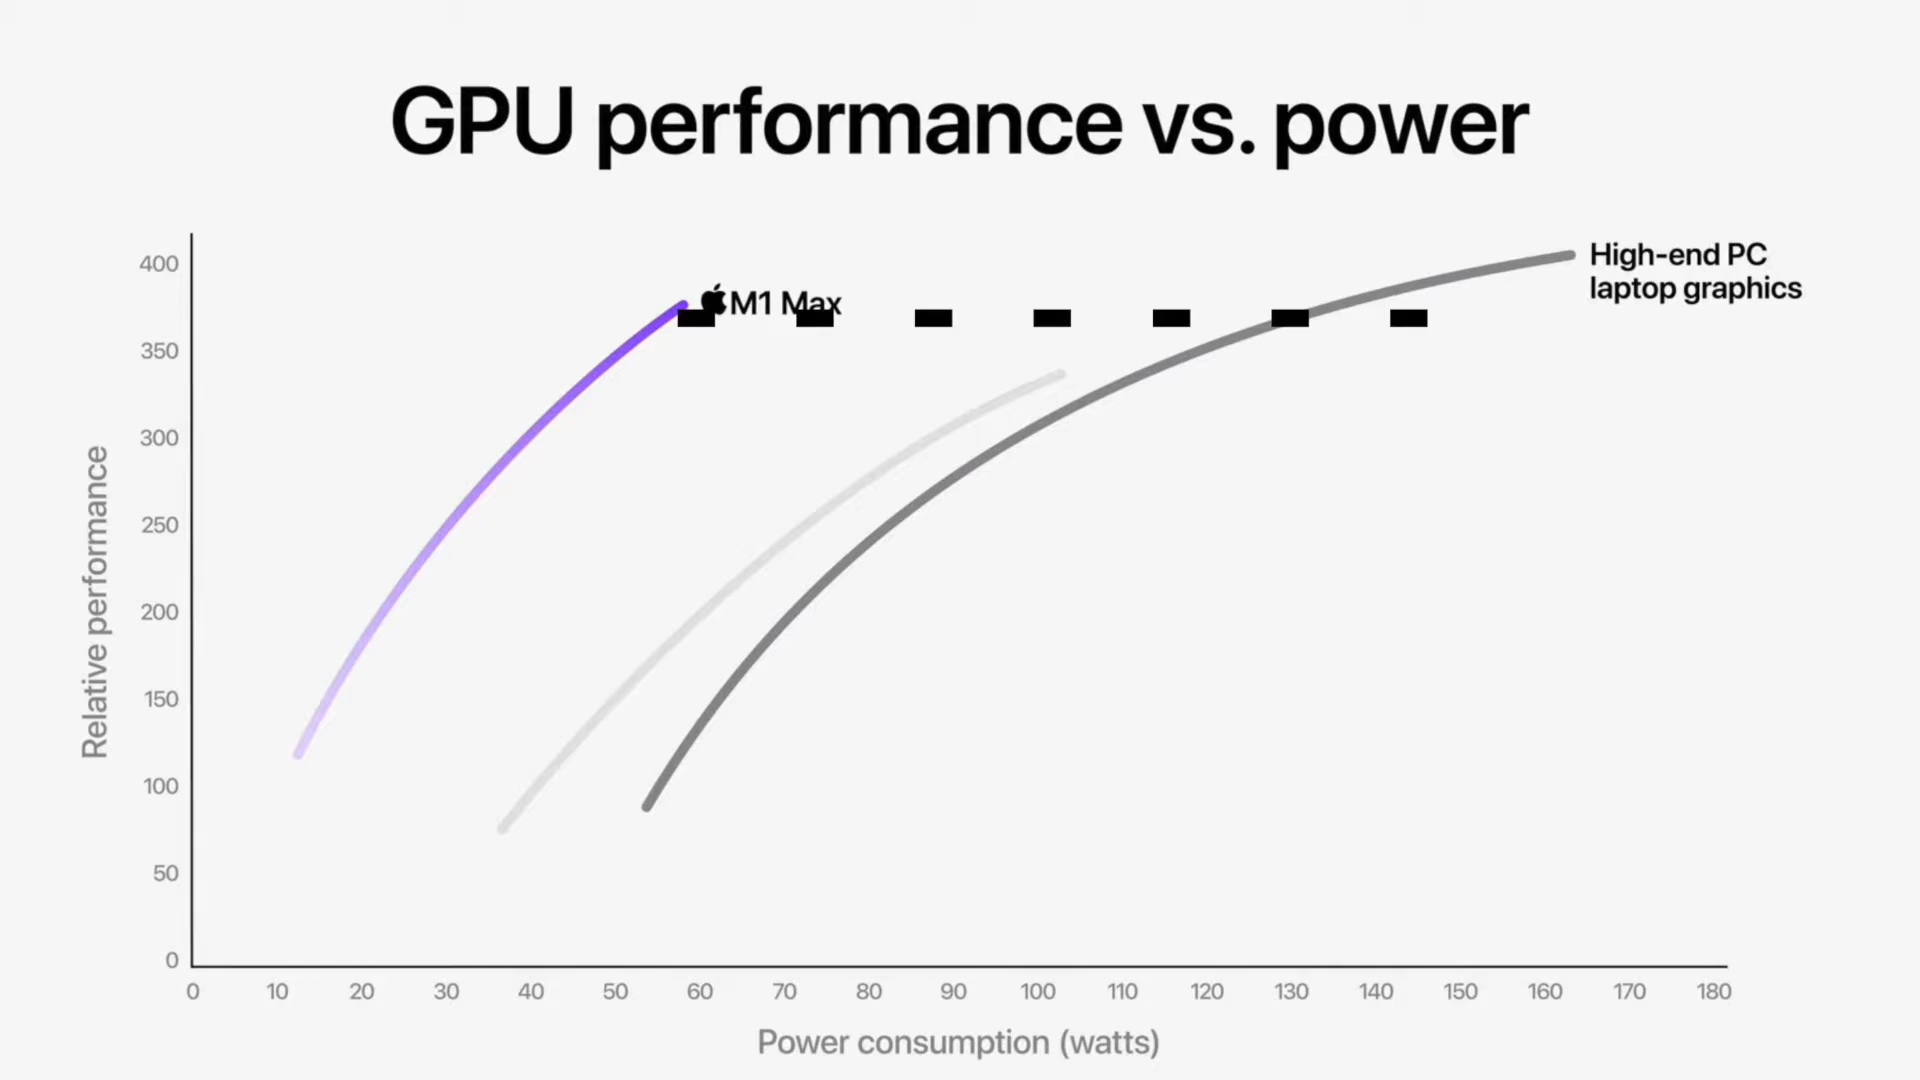 GPU performance vs. power
400
350
300
250
200
150
100
50
0
Relative performance
M1 Max
High-end PC
laptop graphics
0 10 20 30 40 50 60 70 80 90 100 110 120 130 140 150 160 170 180
Power consumption (watts)